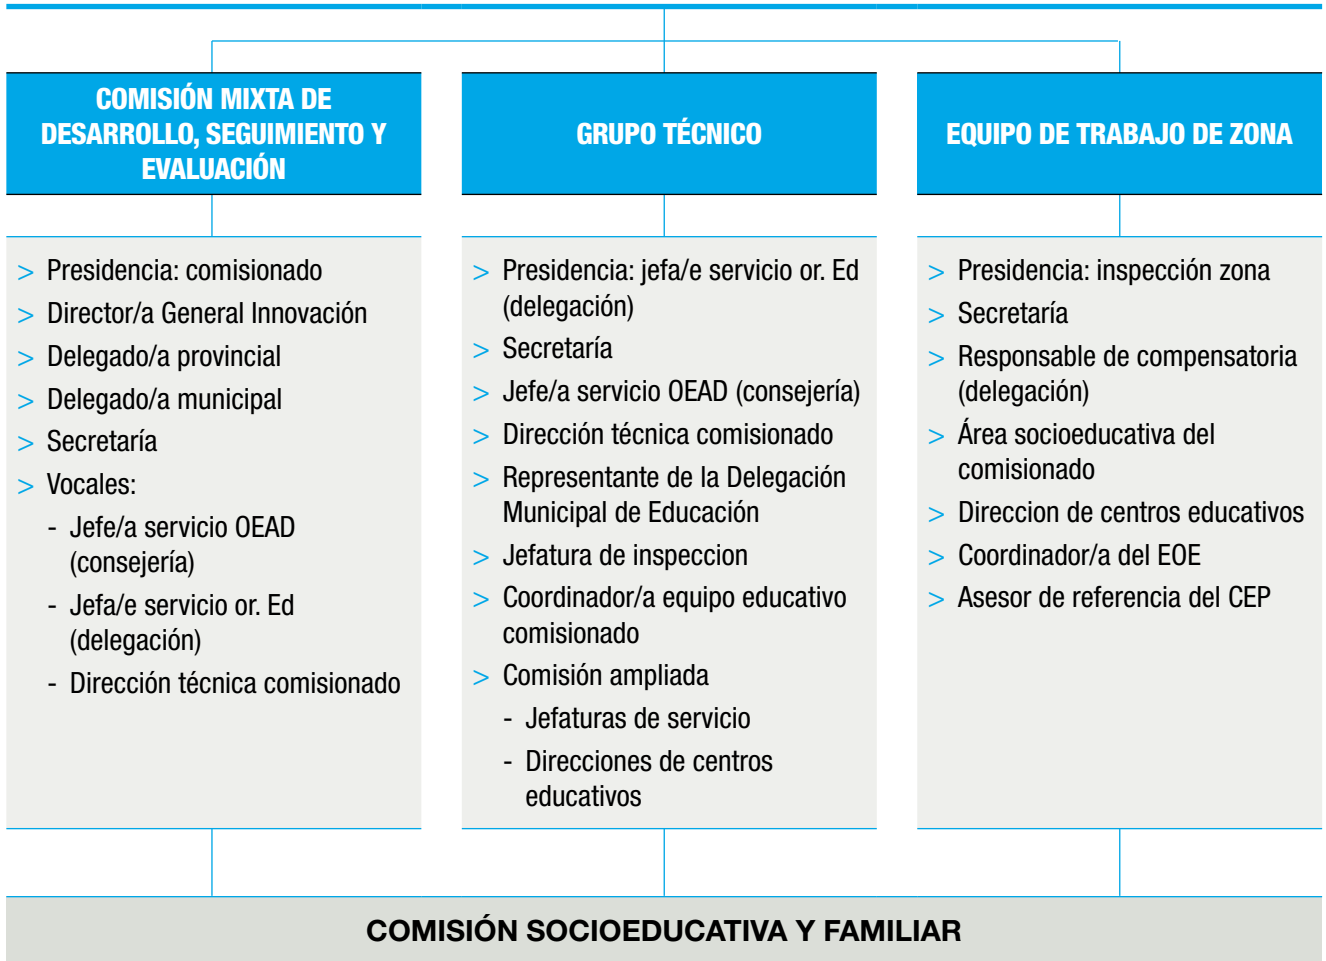 COMISIÓN MIXTA DE
DESARROLLO, SEGUIMIENTO Y
EVALUACIÓN
> Presidencia: comisionado
> Director/a General Innovación
> Delegado/a provincial
> Delegado/a municipal
> Secretaría
> Vocales:
- Jefe/a servicio OEAD
(consejería)
- Jefa/e servicio or. Ed
(delegación)
- Dirección técnica comisionado
GRUPO TÉCNICO
> Presidencia: jefa/e servicio or. Ed
(delegación)
> Secretaría
> Jefe/a servicio OEAD (consejería)
> Dirección técnica comisionado
> Representante de la Delegación
Municipal de Educación
> Jefatura de inspeccion
> Coordinador/a equipo educativo
comisionado
> Comisión ampliada
- Jefaturas de servicio
- Direcciones de centros
educativos
EQUIPO DE TRABAJO DE ZONA
> Presidencia: inspección zona
> Secretaría
> Responsable de compensatoria
(delegación)
> Área socioeducativa del
comisionado
> Direccion de centros educativos
> Coordinador/a del EOE
> Asesor de referencia del CEP
COMISIÓN SOCIOEDUCATIVA Y FAMILIAR